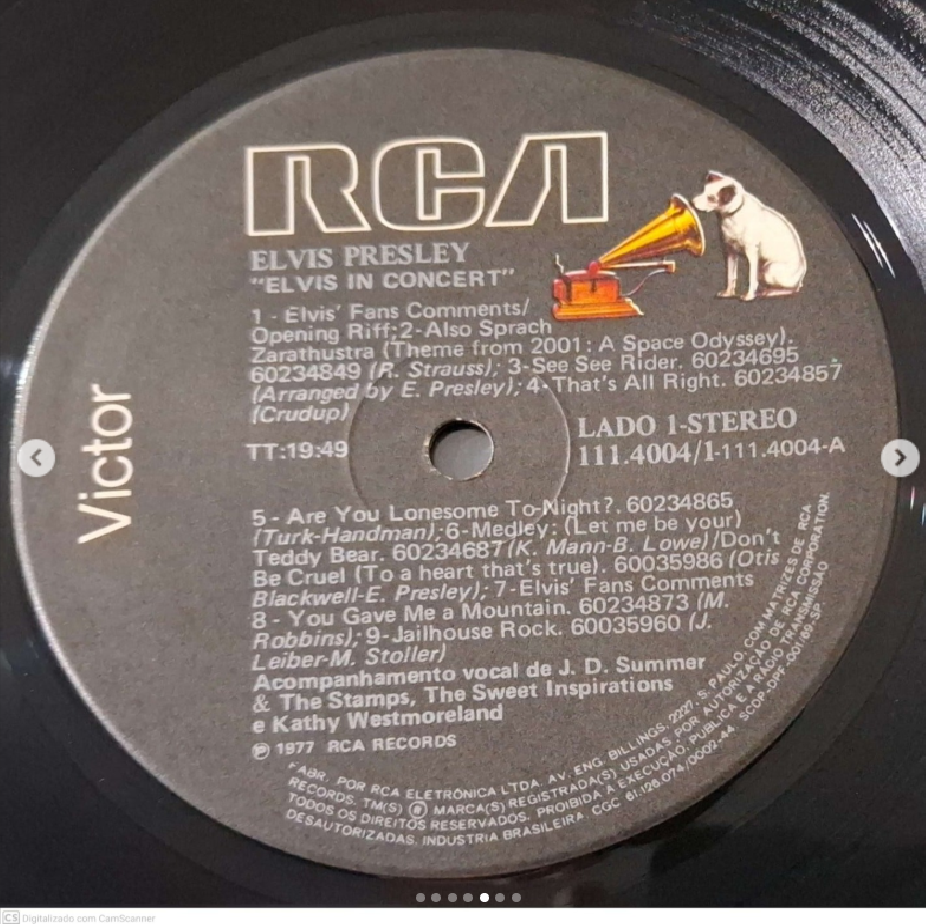 RCA
ELVIS PRESLEY
"ELVIS IN CONCERT"
1 - Elvis' Fans Comments/
Opening Riff;2-Also Sprach
Zarathustra (Theme from 2001: A Space Odyssey).
60234849 (R. Strauss); 3-See See Rider. 60234695
(Arranged by E. Presley); 4-That's All Right. 60234857
(Crudup)
TT:19:49
LADO 1-STEREO
111.4004/1-111.4004-A
Victor
5- Are You Lonesome To-Night?. 60234865
(Turk-Handman);6-Medley: (Let me be your)
Teddy Bear. 60234687(K. Mann-B. Lowe)/Don't
Be Cruel (To a heart that's true). 60035986 (Otis
Blackwell-E. Presley); 7-Elvis' Fans Comments
8 - You Gave Me a Mountain. 60234873 (M.
Robbins);9-Jailhouse Rock. 60035960 (J.
Leiber-M. Stoller)
Acompanhamento vocal de J. D. Summer
& The Stamps, The Sweet Inspirations
e Kathy Westmoreland
℗ 1977 RCA RECORDS
FABR. POR RCA ELETRÔNICA LTDA. AV. ENG. BILLINGS, 2227-S. PAULO, COM MATRIZES DE RCA
RECORDS. TM(S) ® MARCA(S) REGISTRADA(S) USADAS POR AUTORIZAÇÃO DE RCA CORPORATION.
TODOS OS DIREITOS RESERVADOS. PROIBIDA A EXECUÇÃO, PUBLICA E A RÁDIO TRANSMISSÃO
DESAUTORIZADAS. INDUSTRIA BRASILEIRA. CGC 61.126.074/0002-44 SCDP-DPF-001/69-SP.
CS Digitalizado com CamScanner